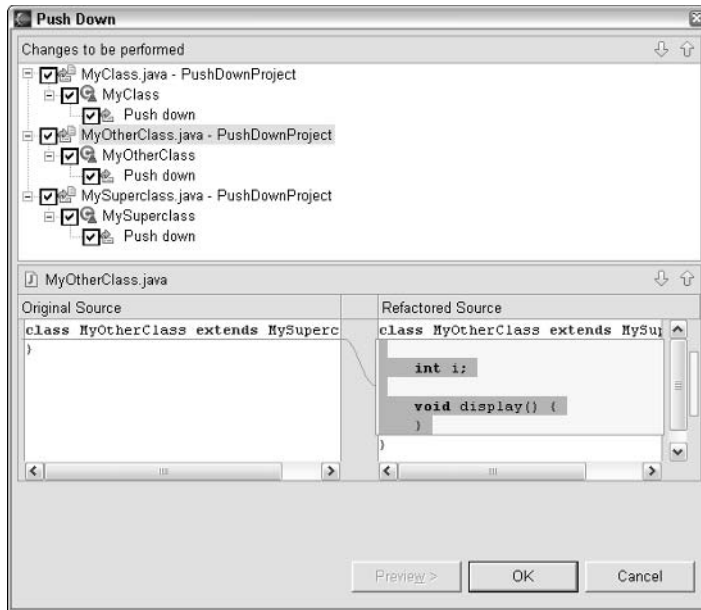 Push Down
Changes to be performed
MyClass.java - PushDownProject
MyClass
Push down
MyOtherClass.java - PushDownProject
MyOtherClass
Push down
MySuperclass.java - PushDownProject
MySuperclass
Push down
MyOtherClass.java
Original Source
Refactored Source
class MyOtherClass extends MySuperc
}
class MyOtherClass extends MySup
int i;
void display() {
}
}
Preview >
OK
Cancel